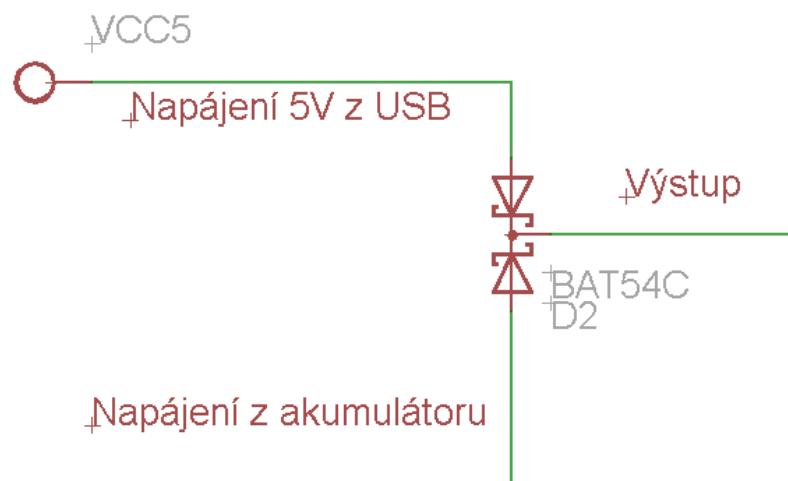 VCC5
Napájení 5V z USB
Výstup
BAT54C
D2
Napájení z akumulátoru